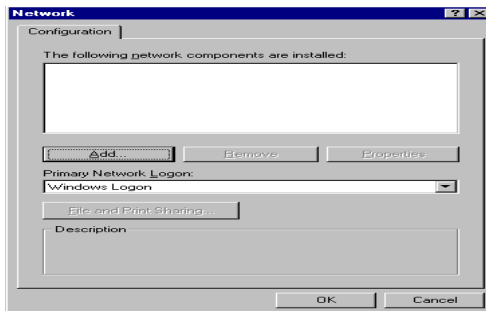 Network
Configuration
The following network components are installed:
Add... Remove Properties
Primary Network Logon:
Windows Logon
File and Print Sharing...
Description
OK Cancel